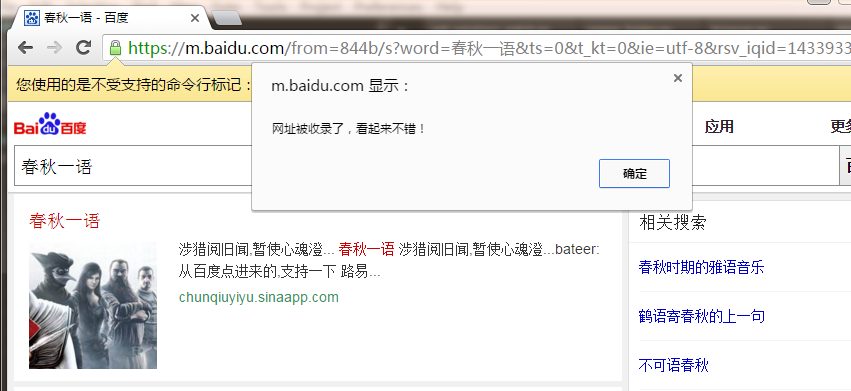 春秋一语 - 百度
https://m.baidu.com/from=844b/s?word=春秋一语&ts=0&t_kt=0&ie=utf-8&rsv_iqid=1433933
您使用的是不受支持的命令行标记：
m.baidu.com 显示：
网址被收录了，看起来不错！
确定
Bai du 百度
应用
更多
春秋一语
春秋一语
涉猎阅旧闻,暂使心魂澄... 春秋一语 涉猎阅旧闻,暂使心魂澄...bateer:
从百度点进来的,支持一下 路易...
chunqiuyiyu.sinaapp.com
相关搜索
春秋时期的雅语音乐
鹤语寄春秋的上一句
不可语春秋